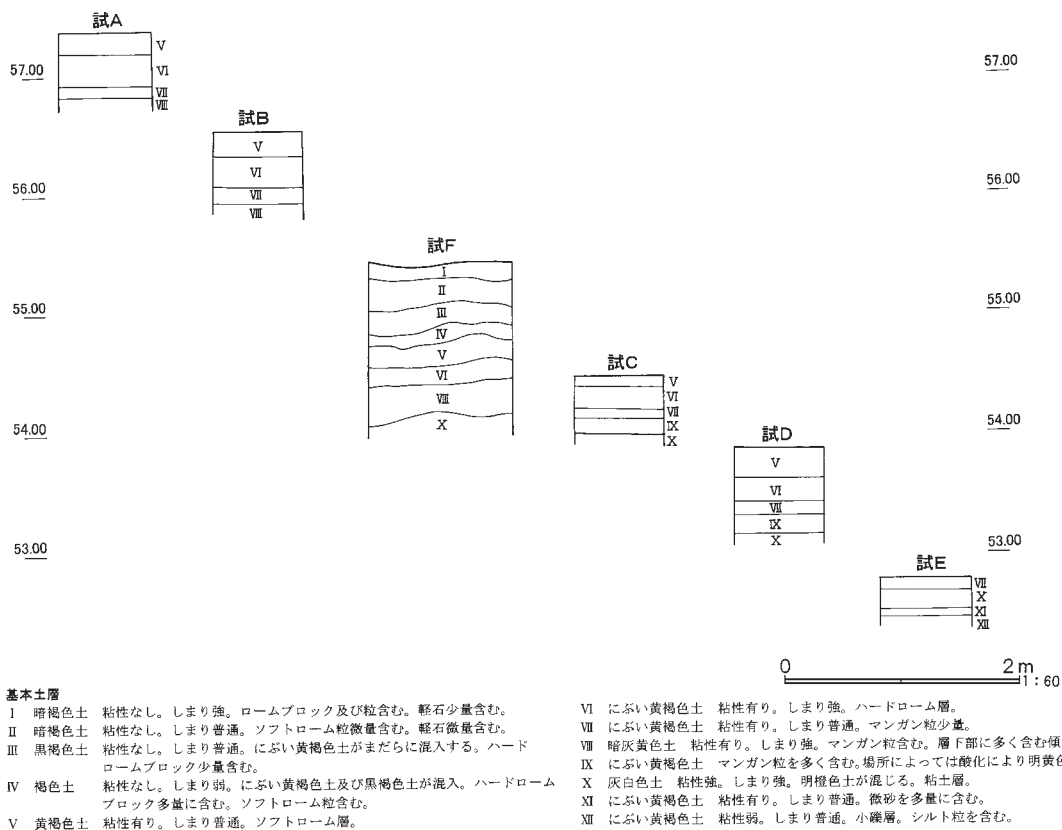 試A
V
57.00
VI
57.00
VII
VIII
試B
V
VI
56.00
VII
56.00
VIII
試F
I
II
55.00
III
55.00
IV
V
試C
VI
V
VI
VIII
VII
IX
X
X
54.00
54.00
試D
V
VI
VII
IX
X
53.00
53.00
試E
VII
X
XI
XII
0 2m
1:60
基本土層
I 暗褐色土 粘性なし。しまり強。ロームブロック及び粒含む。軽石少量含む。
II 暗褐色土 粘性なし。しまり普通。ソフトローム粒微量含む。軽石微量含む。
III 黒褐色土 粘性なし。しまり普通。にぶい黄褐色土がまだらに混入する。ハード
ロームブロック少量含む。
IV 褐色土 粘性なし。しまり弱。にぶい黄褐色土及び黒褐色土が混入。ハードローム
ブロック多量に含む。ソフトローム粒含む。
V 黄褐色土 粘性有り。しまり普通。ソフトローム層。
VI にぶい黄褐色土 粘性有り。しまり強。ハードローム層。
VII にぶい黄褐色土 粘性有り。しまり普通。マンガン粒少量。
VIII 暗灰黄色土 粘性有り。しまり強。マンガン粒含む。層下部に多く含む傾
IX にぶい黄褐色土 マンガン粒を多く含む。場所によっては酸化により明黄色
X 灰白色土 粘性強。しまり強。明橙色土が混じる。粘土層。
XI にぶい黄褐色土 粘性有り。しまり普通。微砂を多量に含む。
XII にぶい黄褐色土 粘性弱。しまり普通。小礫層。シルト粒を含む。